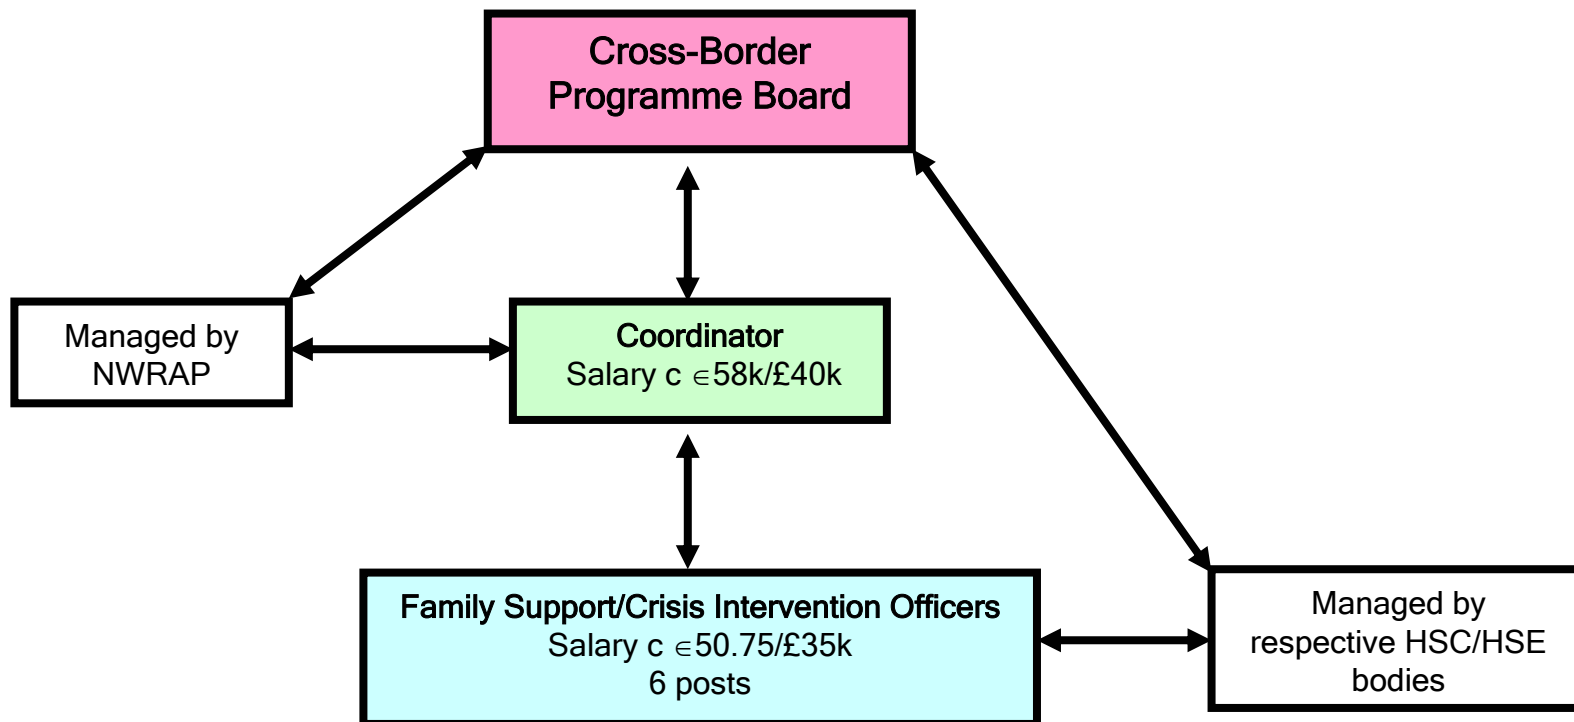 Cross-Border
Programme Board
Managed by
NWRAP
Coordinator
Salary c ∈58k/£40k
Family Support/Crisis Intervention Officers
Salary c ∈50.75/£35k
6 posts
Managed by
respective HSC/HSE
bodies